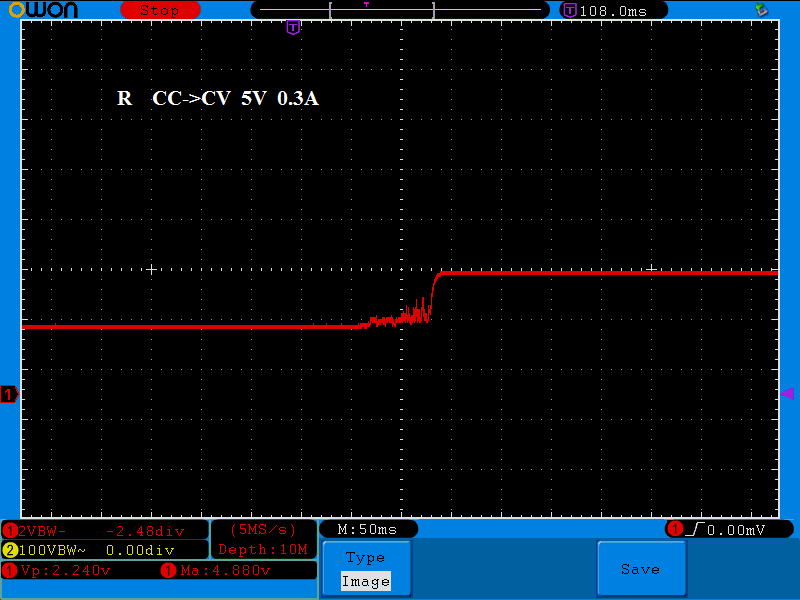 owon
Stop
T
T
108.0ms
T
R CC->CV 5V 0.3A
1
1 2VBW- -2.48div
(5MS/s)
M:50ms
1 0.00mV
2 100VBW~ 0.00div
Depth:10M
1 Vp:2.240v
1 Ma:4.880v
Type
Image
Save